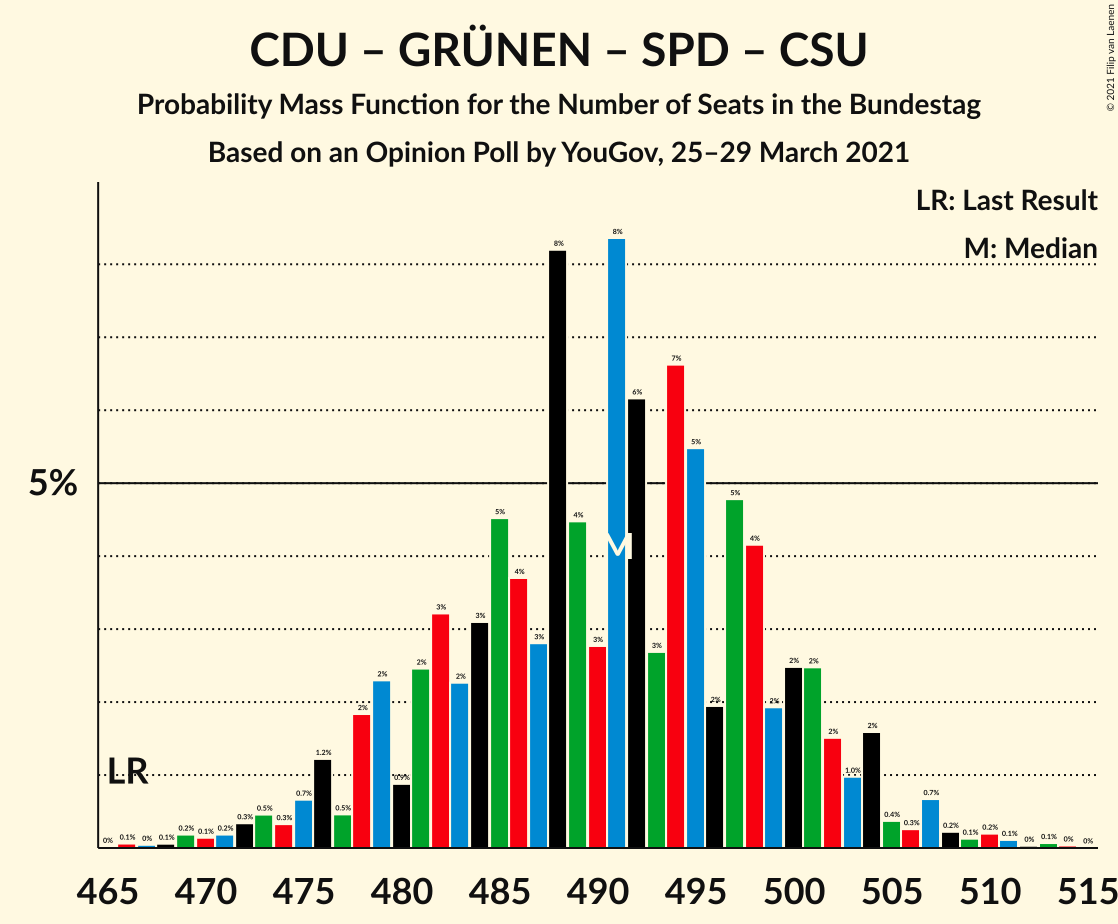 CDU – GRÜNEN – SPD – CSU
Probability Mass Function for the Number of Seats in the Bundestag
Based on an Opinion Poll by YouGov, 25–29 March 2021
© 2021 Filip van Laenen
LR: Last Result
M: Median
5%
LR
M
0% 0.1% 0% 0.1% 0.2% 0.1% 0.2% 0.3% 0.5% 0.3% 0.7% 1.2% 0.5% 2% 2% 0.9% 2% 3% 2% 3% 5% 4% 3% 8% 4% 3% 8% 6% 3% 7% 5% 2% 5% 4% 2% 2% 2% 2% 1.0% 2% 0.4% 0.3% 0.7% 0.2% 0.1% 0.2% 0.1% 0% 0.1% 0% 0%
465 470 475 480 485 490 495 500 505 510 515